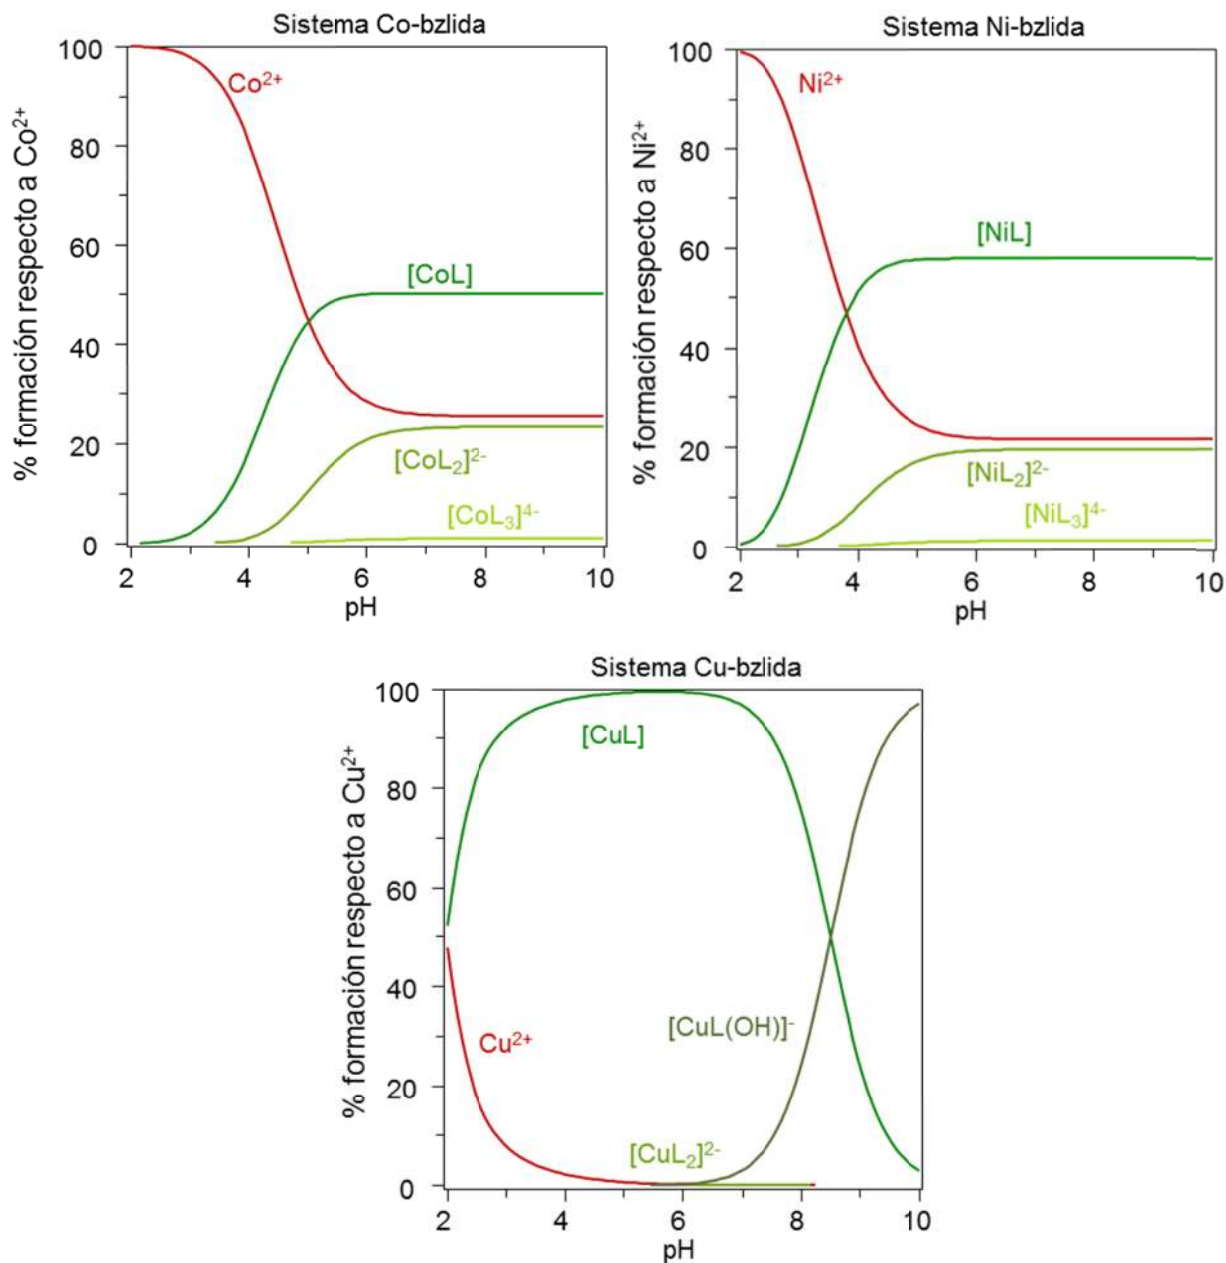 Sistema Co-bzlida
% formación respecto a Co²⁺
100
80
60
40
20
0
Co²⁺
[CoL]
[CoL₂]²⁻
[CoL₃]⁴⁻
2
4
6
8
10
pH
Sistema Ni-bzlida
% formación respecto a Ni²⁺
100
80
60
40
20
0
Ni²⁺
[NiL]
[NiL₂]²⁻
[NiL₃]⁴⁻
2
4
6
8
10
pH
Sistema Cu-bzlida
% formación respecto a Cu²⁺
100
80
60
40
20
0
[CuL]
[CuL(OH)]⁻
Cu²⁺
[CuL₂]²⁻
2
4
6
8
10
pH